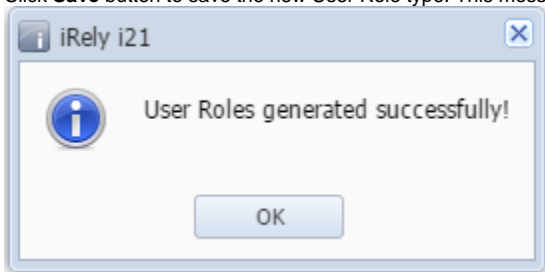 Click Save button to save the new User Role type. This mess
iRely i21
User Roles generated successfully!
OK